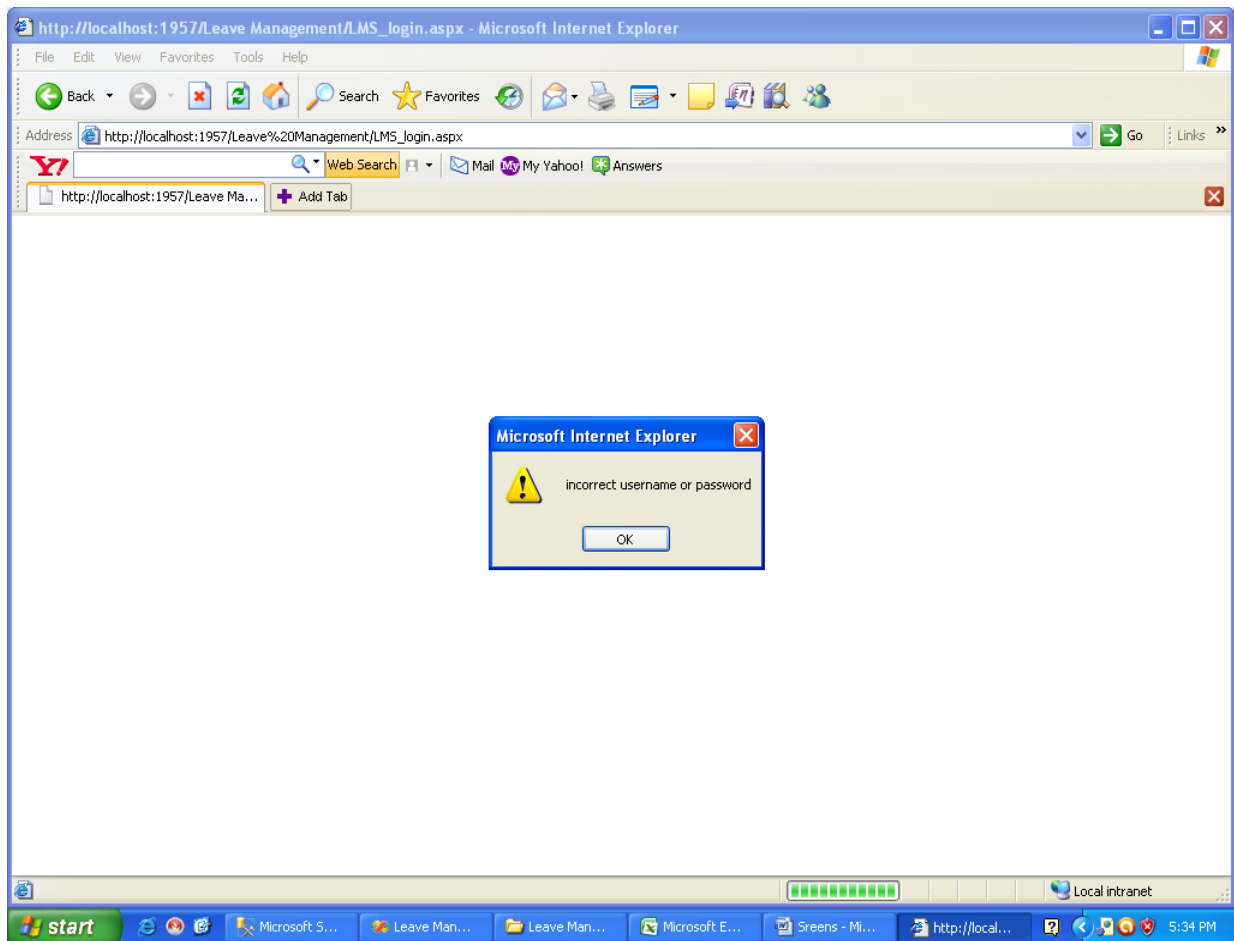 http://localhost:1957/Leave Management/LMS_login.aspx - Microsoft Internet Explorer
File Edit View Favorites Tools Help
Back Search Favorites
Address http://localhost:1957/Leave%20Management/LMS_login.aspx Go Links »
Y! Web Search Mail My My Yahoo! Answers
http://localhost:1957/Leave Ma... Add Tab
Microsoft Internet Explorer
incorrect username or password
OK
Local intranet
start Microsoft S... Leave Man... Leave Man... Microsoft E... Sreens - Mi... http://local... 5:34 PM